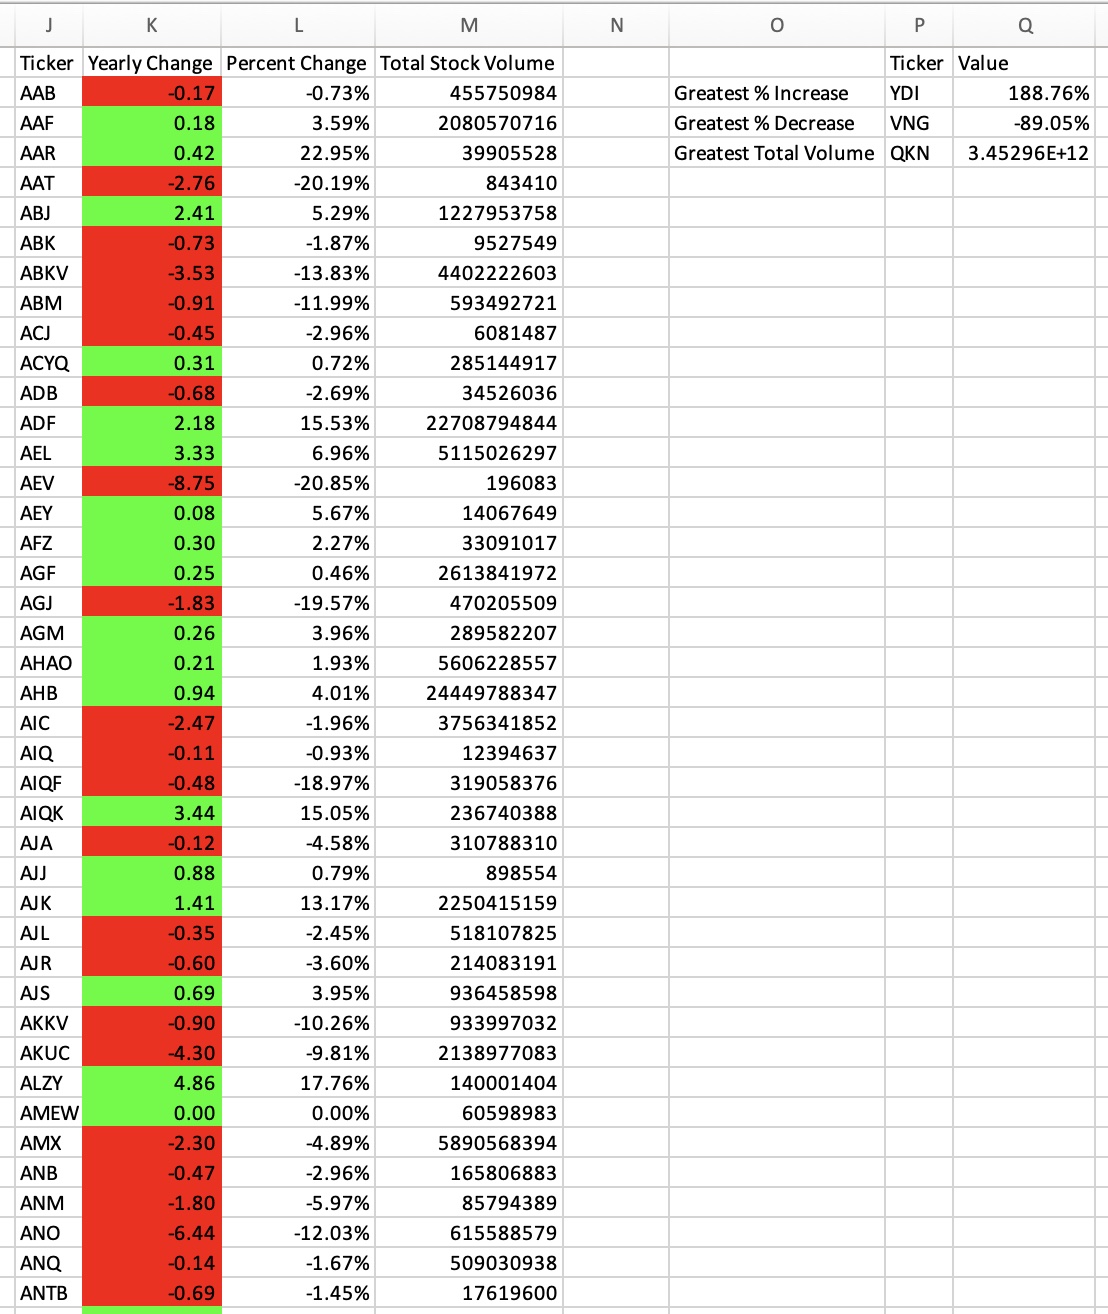 J K L M N O P Q
Ticker Yearly Change Percent Change Total Stock Volume Ticker Value
AAB -0.17 -0.73% 455750984 Greatest % Increase YDI 188.76%
AAF 0.18 3.59% 2080570716 Greatest % Decrease VNG -89.05%
AAR 0.42 22.95% 39905528 Greatest Total Volume QKN 3.45296E+12
AAT -2.76 -20.19% 843410
ABJ 2.41 5.29% 1227953758
ABK -0.73 -1.87% 9527549
ABKV -3.53 -13.83% 4402222603
ABM -0.91 -11.99% 593492721
ACJ -0.45 -2.96% 6081487
ACYQ 0.31 0.72% 285144917
ADB -0.68 -2.69% 34526036
ADF 2.18 15.53% 22708794844
AEL 3.33 6.96% 5115026297
AEV -8.75 -20.85% 196083
AEY 0.08 5.67% 14067649
AFZ 0.30 2.27% 33091017
AGF 0.25 0.46% 2613841972
AGJ -1.83 -19.57% 470205509
AGM 0.26 3.96% 289582207
AHAO 0.21 1.93% 5606228557
AHB 0.94 4.01% 24449788347
AIC -2.47 -1.96% 3756341852
AIQ -0.11 -0.93% 12394637
AIQF -0.48 -18.97% 319058376
AIQK 3.44 15.05% 236740388
AJA -0.12 -4.58% 310788310
AJJ 0.88 0.79% 898554
AJK 1.41 13.17% 2250415159
AJL -0.35 -2.45% 518107825
AJR -0.60 -3.60% 214083191
AJS 0.69 3.95% 936458598
AKKV -0.90 -10.26% 933997032
AKUC -4.30 -9.81% 2138977083
ALZY 4.86 17.76% 140001404
AMEW 0.00 0.00% 60598983
AMX -2.30 -4.89% 5890568394
ANB -0.47 -2.96% 165806883
ANM -1.80 -5.97% 85794389
ANO -6.44 -12.03% 615588579
ANQ -0.14 -1.67% 509030938
ANTB -0.69 -1.45% 17619600